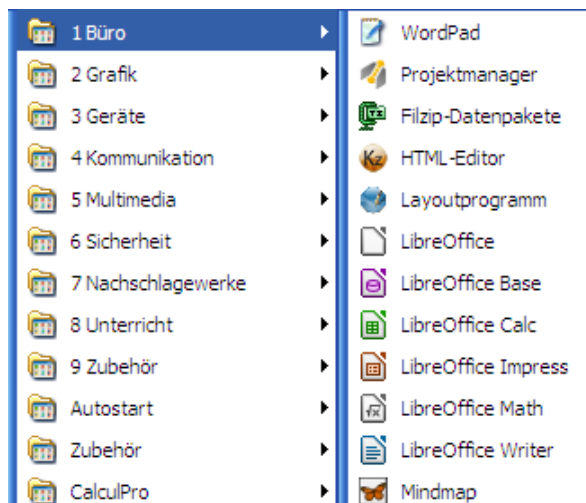 1 Büro
2 Grafik
3 Geräte
4 Kommunikation
5 Multimedia
6 Sicherheit
7 Nachschlagewerke
8 Unterricht
9 Zubehör
Autostart
Zubehör
CalculPro
WordPad
Projektmanager
Filzip-Datenpakete
HTML-Editor
Layoutprogramm
LibreOffice
LibreOffice Base
LibreOffice Calc
LibreOffice Impress
LibreOffice Math
LibreOffice Writer
Mindmap